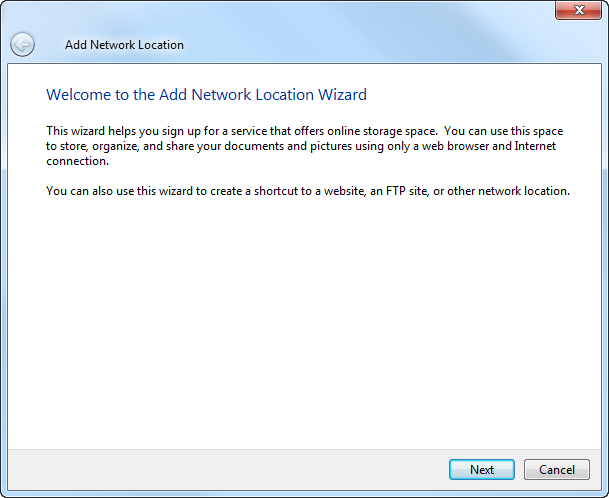 Add Network Location
Welcome to the Add Network Location Wizard
This wizard helps you sign up for a service that offers online storage space.  You can use this space
to store, organize, and share your documents and pictures using only a web browser and Internet
connection.
You can also use this wizard to create a shortcut to a website, an FTP site, or other network location.
Next
Cancel